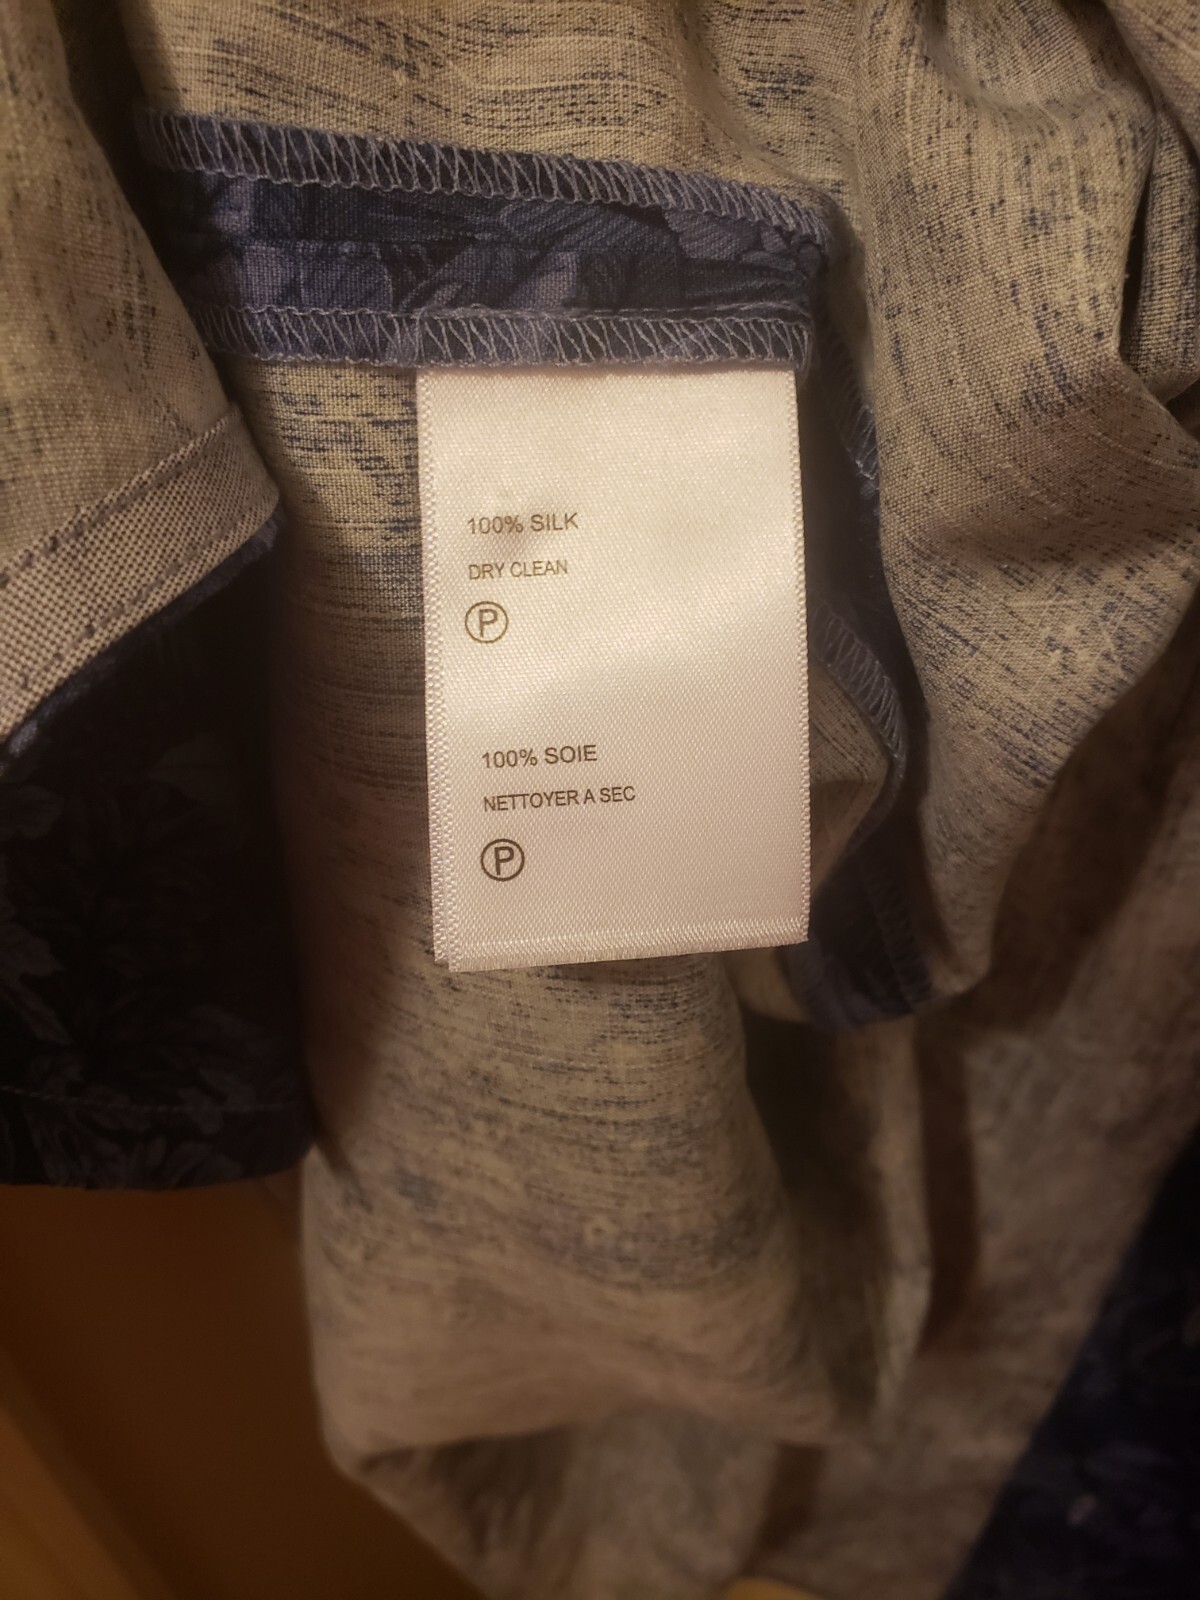 100% SILK
DRY CLEAN
P
100% SOIE
NETTOYER A SEC
P